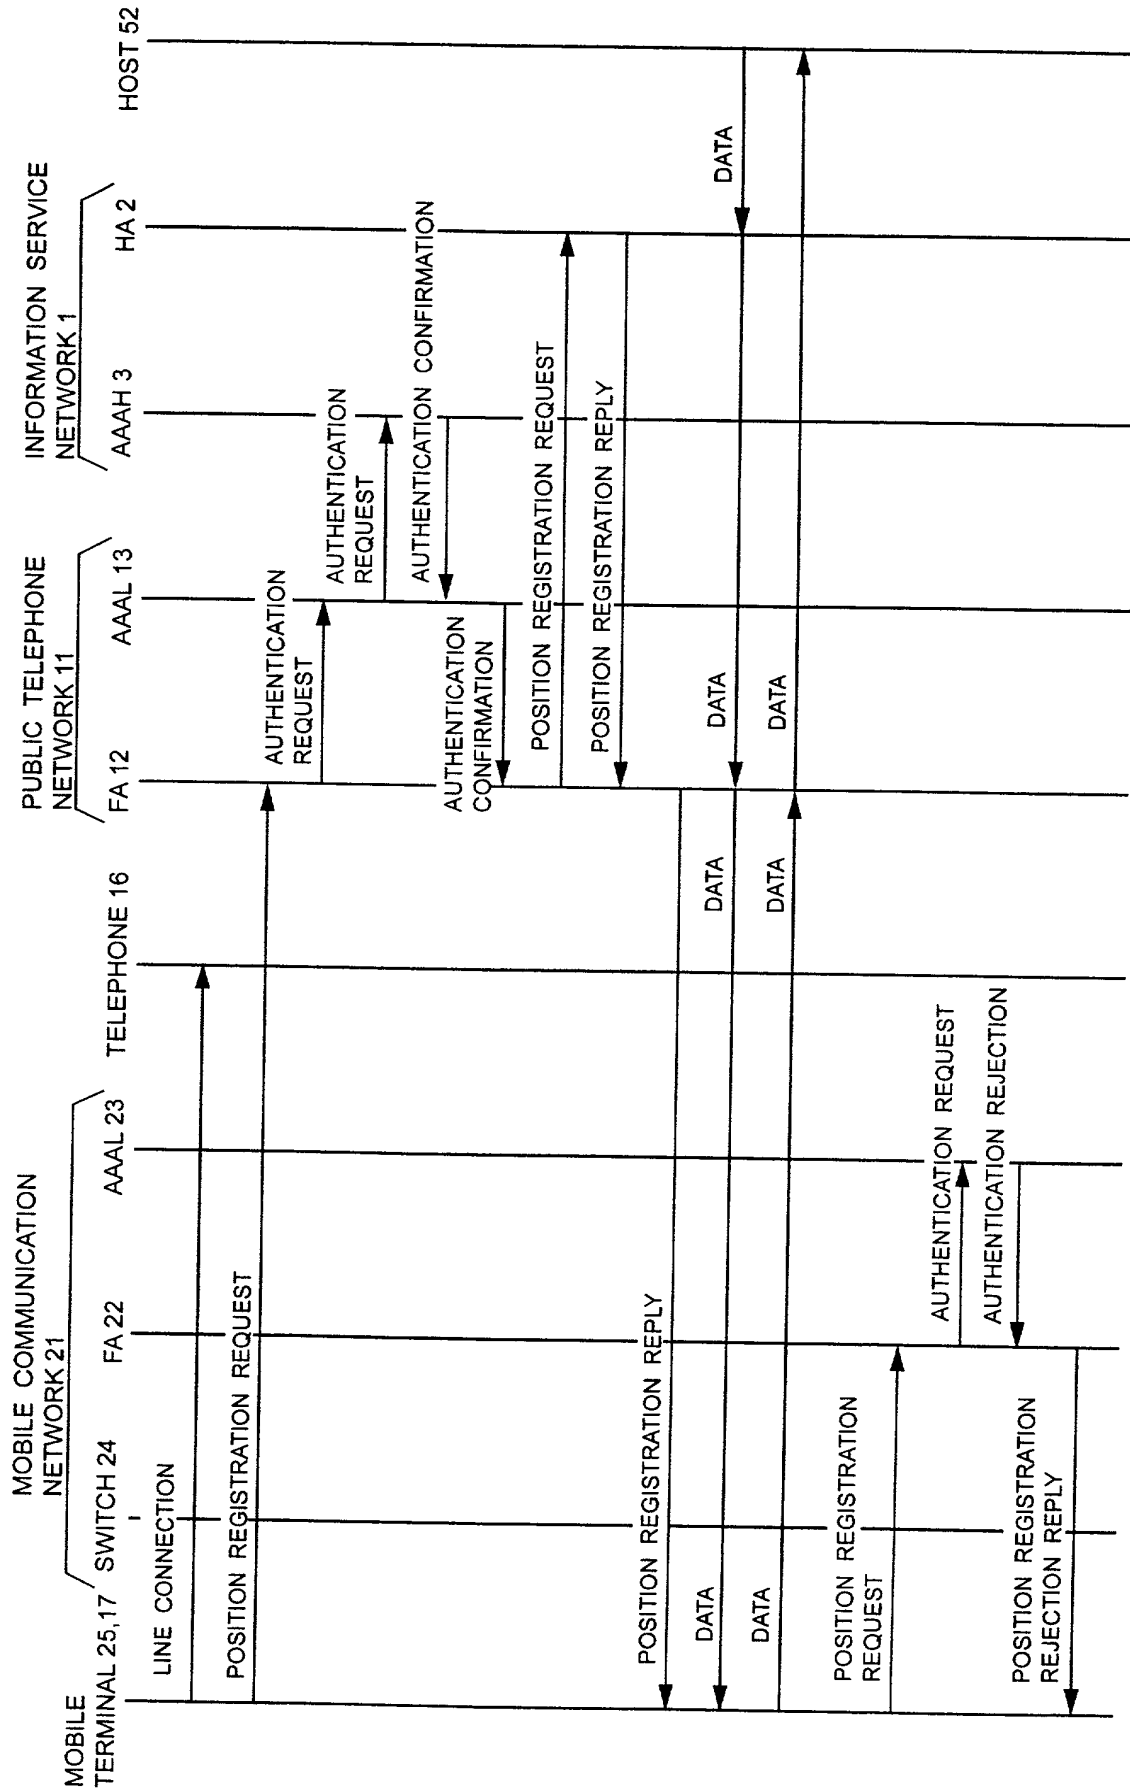 MOBILE
TERMINAL 25,17
MOBILE COMMUNICATION
NETWORK 21
SWITCH 24
FA 22
AAAL 23
TELEPHONE 16
PUBLIC TELEPHONE
NETWORK 11
FA 12
AAAL 13
INFORMATION SERVICE
NETWORK 1
AAAH 3
HA 2
HOST 52
LINE CONNECTION
POSITION REGISTRATION REQUEST
AUTHENTICATION
REQUEST
AUTHENTICATION
REQUEST
AUTHENTICATION CONFIRMATION
AUTHENTICATION
CONFIRMATION
POSITION REGISTRATION REQUEST
POSITION REGISTRATION REPLY
POSITION REGISTRATION REPLY
DATA
DATA
DATA
DATA
DATA
DATA
DATA
POSITION REGISTRATION
REQUEST
AUTHENTICATION REQUEST
AUTHENTICATION REJECTION
POSITION REGISTRATION
REJECTION REPLY